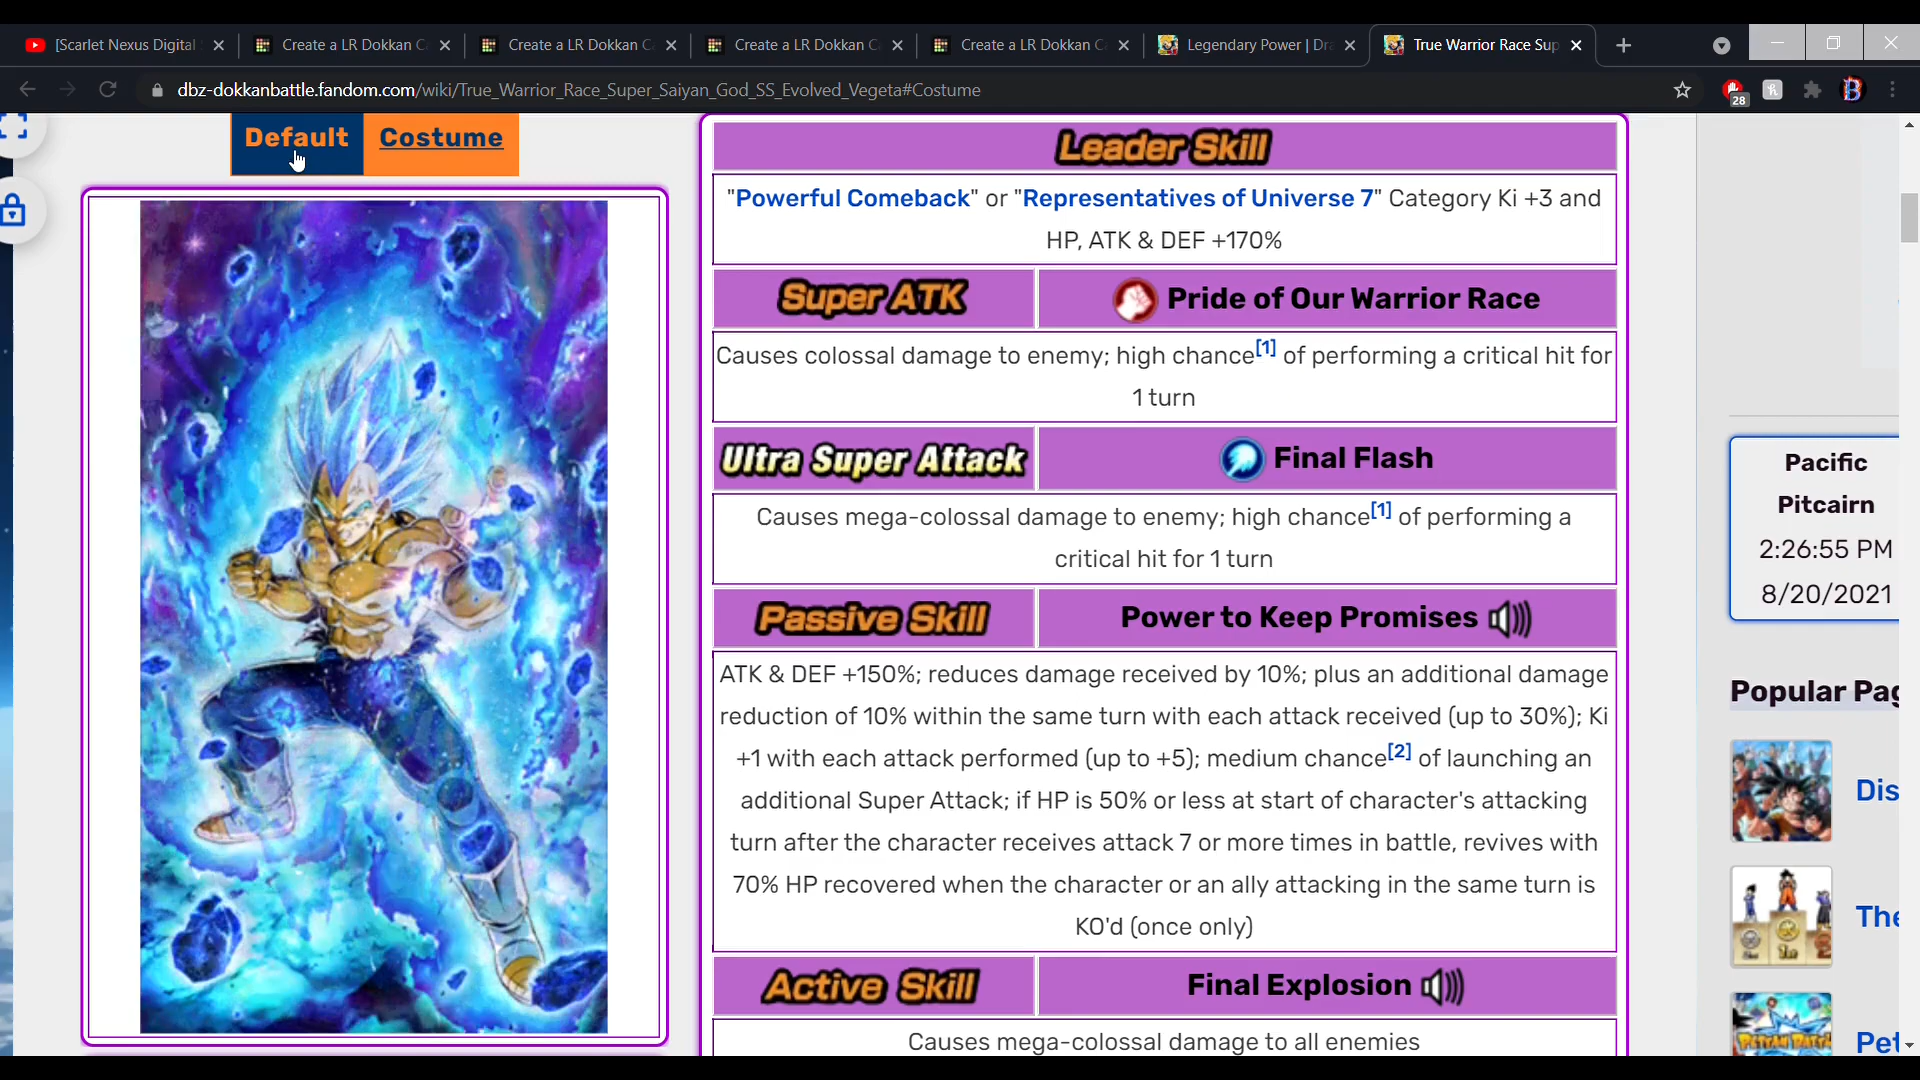 [Scarlet Nexus Digital
Create a LR Dokkan C
Create a LR Dokkan C
Create a LR Dokkan C
Create a LR Dokkan C
Legendary Power | Dr
True Warrior Race Sup
dbz-dokkanbattle.fandom.com/wiki/True_Warrior_Race_Super_Saiyan_God_SS_Evolved_Vegeta#Costume
28
Default
Costume
Leader Skill
"Powerful Comeback" or "Representatives of Universe 7" Category Ki +3 and
HP, ATK & DEF +170%
Super ATK
Pride of Our Warrior Race
Causes colossal damage to enemy; high chance[1] of performing a critical hit for
1 turn
Ultra Super Attack
Final Flash
Causes mega-colossal damage to enemy; high chance[1] of performing a
critical hit for 1 turn
Passive Skill
Power to Keep Promises
ATK & DEF +150%; reduces damage received by 10%; plus an additional damage
reduction of 10% within the same turn with each attack received (up to 30%); Ki
+1 with each attack performed (up to +5); medium chance[2] of launching an
additional Super Attack; if HP is 50% or less at start of character's attacking
turn after the character receives attack 7 or more times in battle, revives with
70% HP recovered when the character or an ally attacking in the same turn is
KO'd (once only)
Active Skill
Final Explosion
Causes mega-colossal damage to all enemies
Pacific
Pitcairn
2:26:55 PM
8/20/2021
Popular Pag
Dis
The
Pet